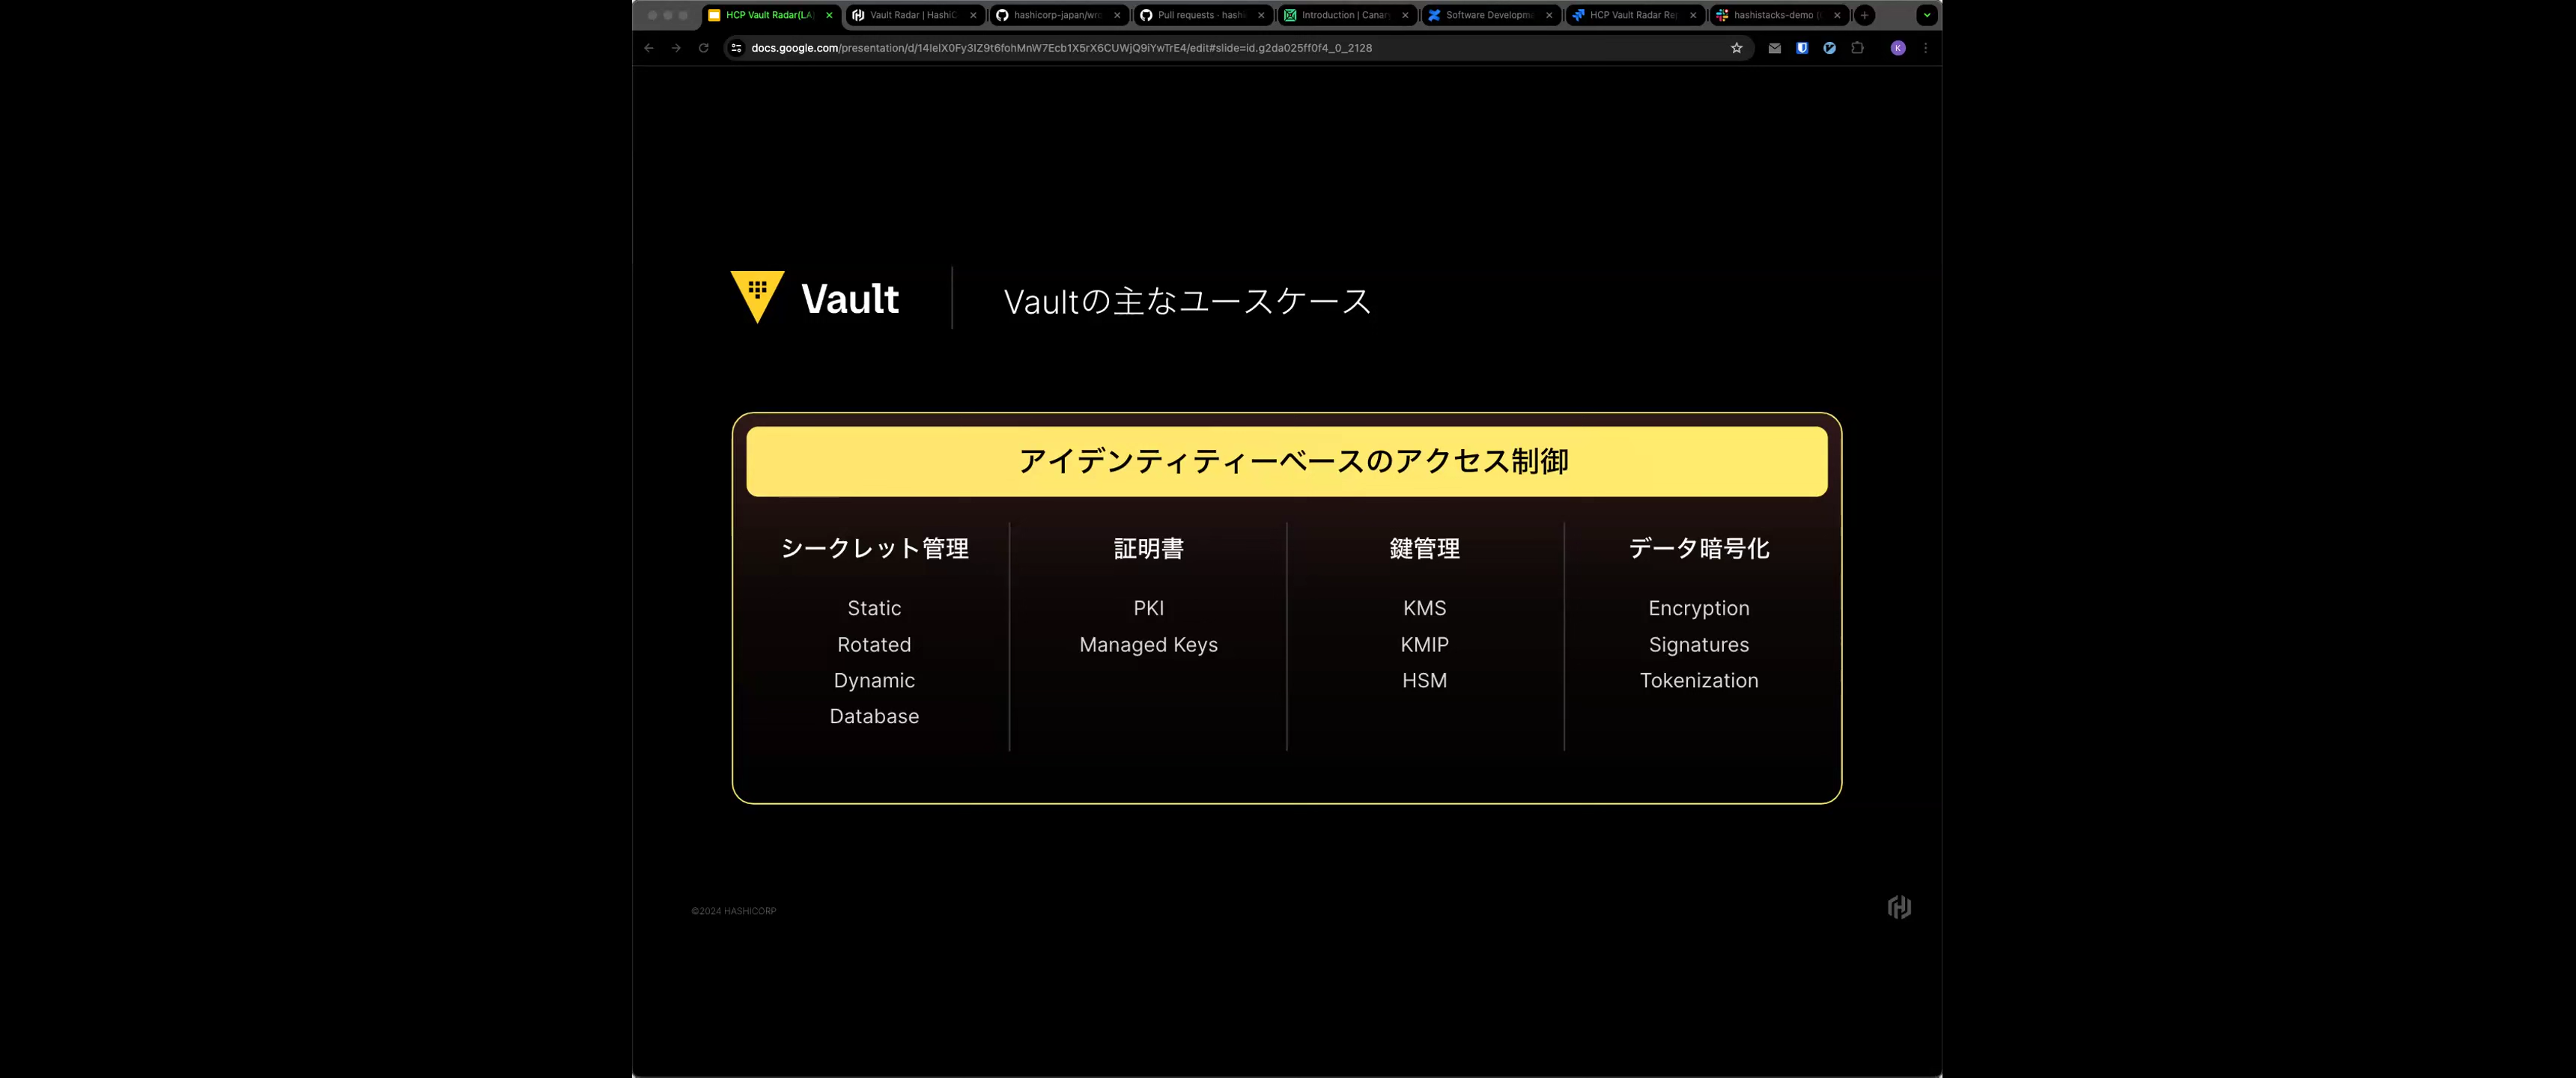 HCP Vault Radar(LA)
Vault Radar | HashiC
hashicorp-japan/wr
Pull requests · hashi
Introduction | Canar
Software Developme
HCP Vault Radar Re
hashistacks-demo (
docs.google.com/presentation/d/14IelX0Fy3IZ9t6fohMnW7Ecb1X5rX6CUWjQ9iYwTrE4/edit#slide=id.g2da025ff0f4_0_2128
K
Vault
Vaultの主なユースケース
アイデンティティーベースのアクセス制御
シークレット管理
Static
Rotated
Dynamic
Database
証明書
PKI
Managed Keys
鍵管理
KMS
KMIP
HSM
データ暗号化
Encryption
Signatures
Tokenization
©2024 HASHICORP